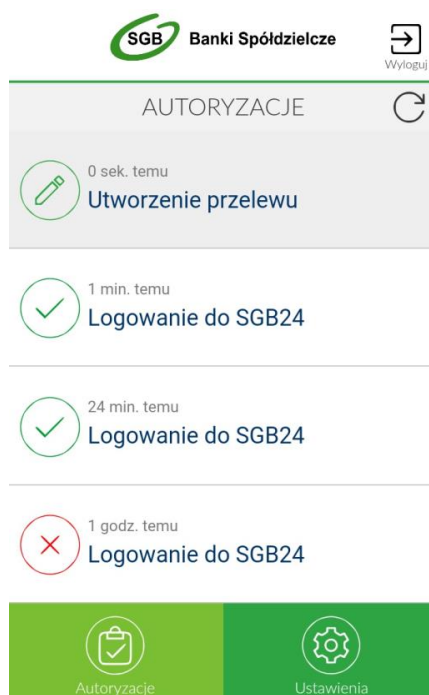 SGB Banki Spółdzielcze
Wyloguj
AUTORYZACJE
0 sek. temu
Utworzenie przelewu
1 min. temu
Logowanie do SGB24
24 min. temu
Logowanie do SGB24
1 godz. temu
Logowanie do SGB24
Autoryzacje
Ustawienia